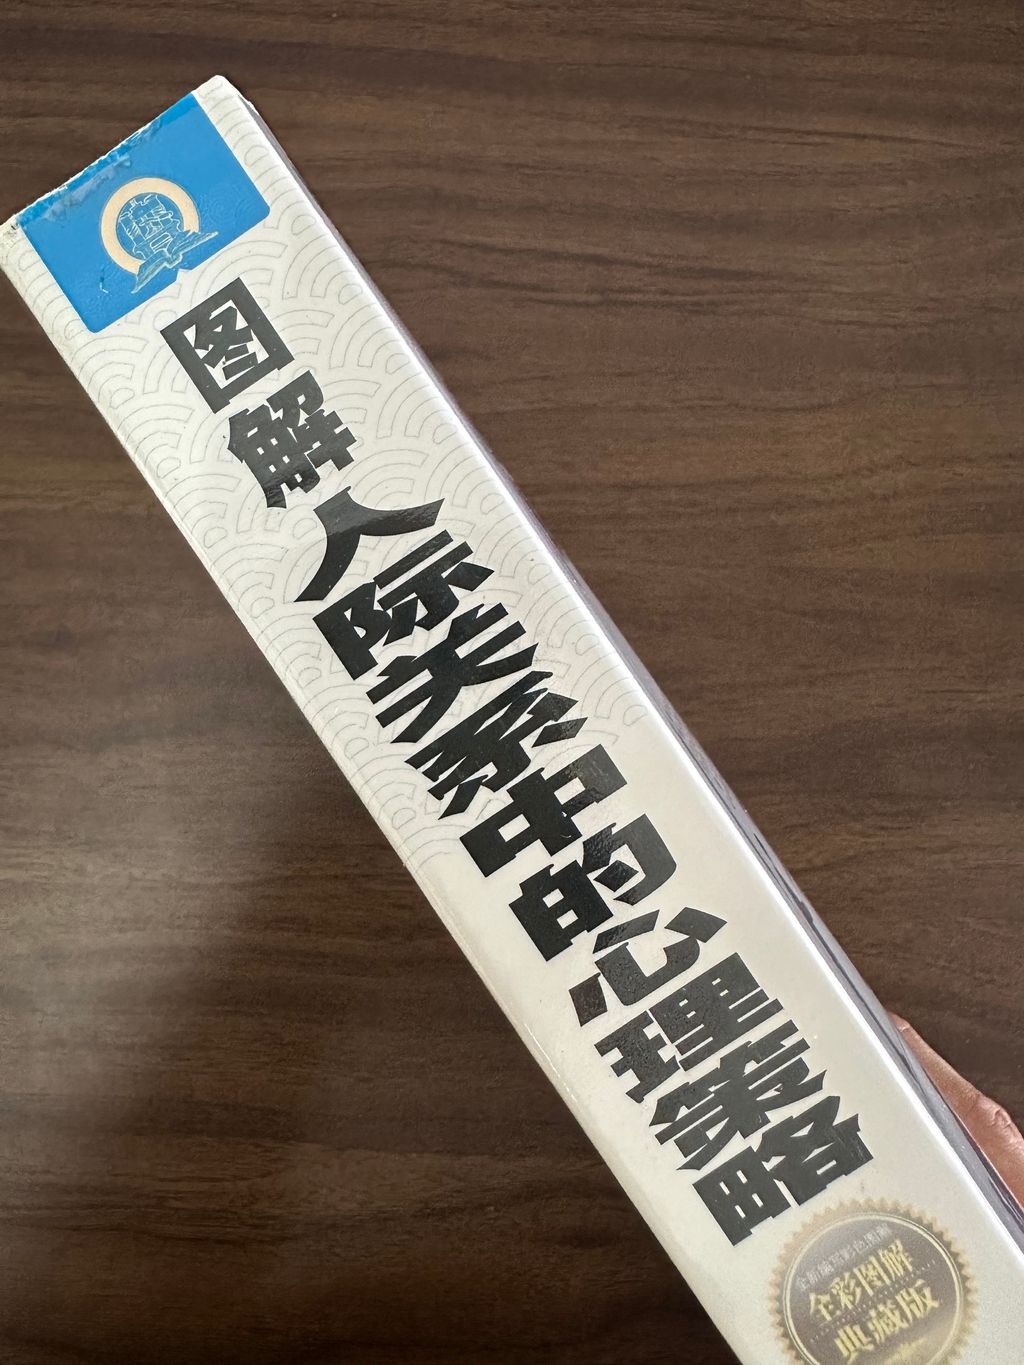 图解人际关系中的心理策略
全彩图解
典藏版